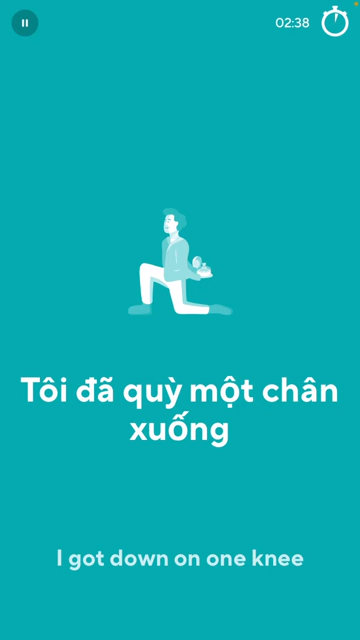 02:38
Tôi đã quỳ một chân
xuống
I got down on one knee